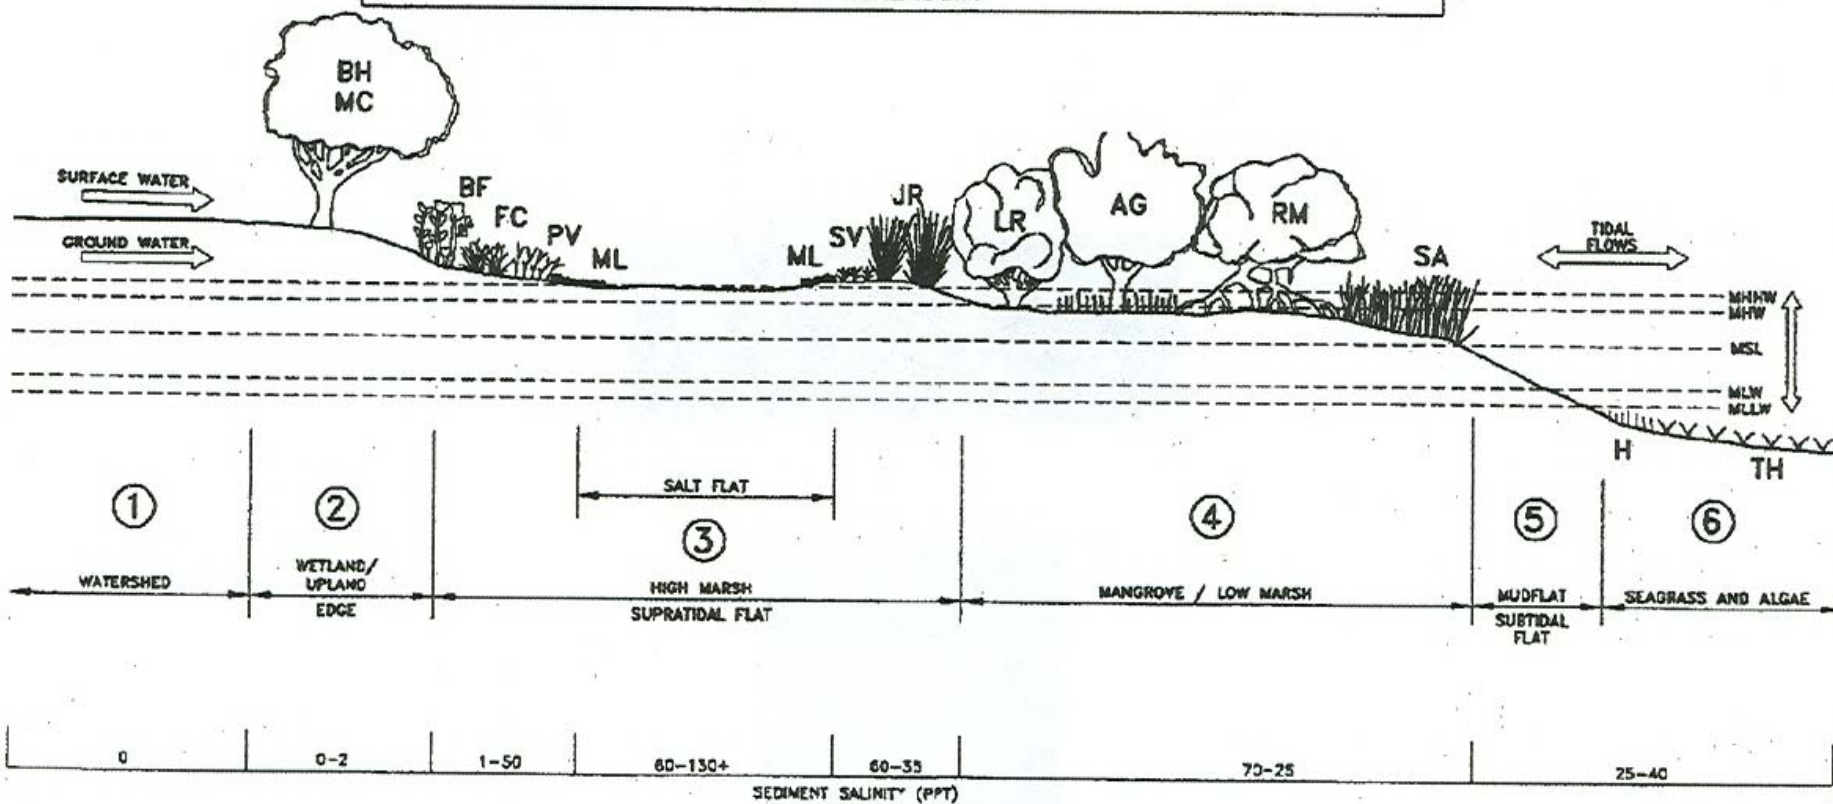 BH
MC
SURFACE WATER
GROUND WATER
BF
FC
PV
ML
ML
SV
JR
LR
AG
RM
SA
TIDAL
FLOWS
MHHW
MHW
MSL
MLW
MLLW
H
TH
1
2
3
4
5
6
SALT FLAT
WATERSHED
WETLAND/
UPLAND
EDGE
HIGH MARSH
SUPRATIDAL FLAT
MANGROVE / LOW MARSH
MUDFLAT
SUBTIDAL
FLAT
SEAGRASS AND ALGAE
0
0-2
1-50
60-130+
60-35
70-25
25-40
SEDIMENT SALINITY (PPT)